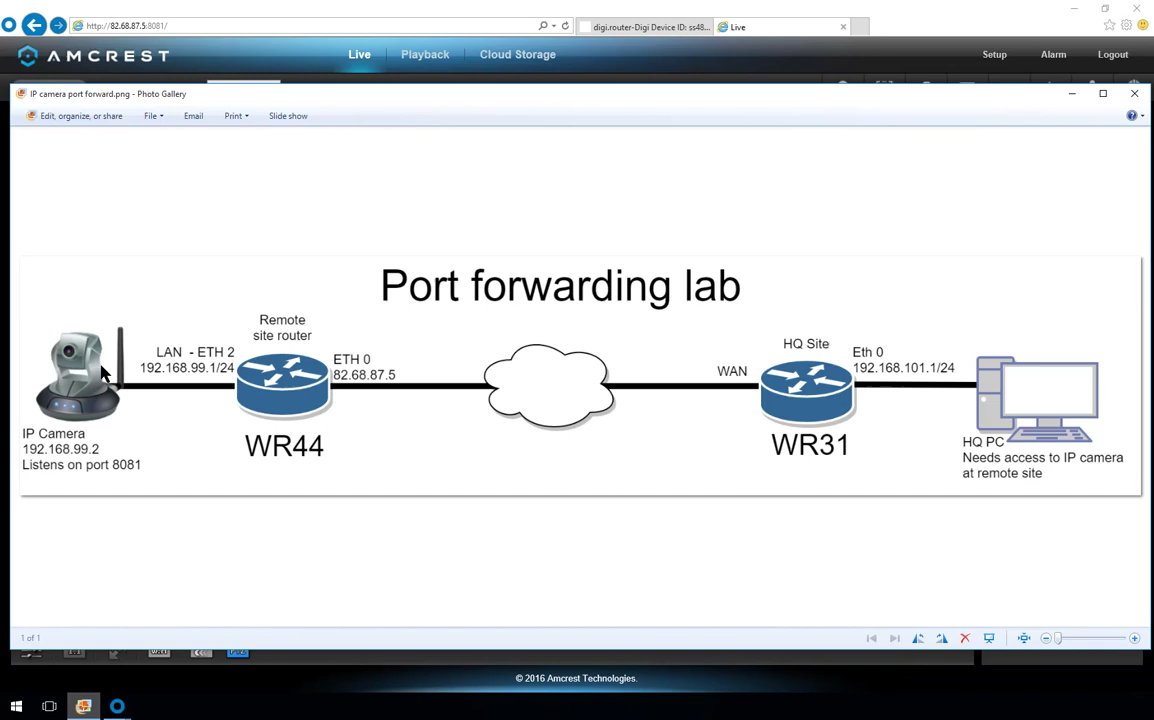 http://82.68.87.5:8081/
digi.router-Digi Device ID: ss48...
Live
AMCREST
Live
Playback
Cloud Storage
Setup
Alarm
Logout
IP camera port forward.png - Photo Gallery
Edit, organize, or share
File
Email
Print
Slide show
Port forwarding lab
Remote
site router
LAN - ETH 2
192.168.99.1/24
ETH 0
82.68.87.5
WAN
HQ Site
Eth 0
192.168.101.1/24
IP Camera
192.168.99.2
Listens on port 8081
WR44
WR31
HQ PC
Needs access to IP camera
at remote site
1 of 1
© 2016 Amcrest Technologies.